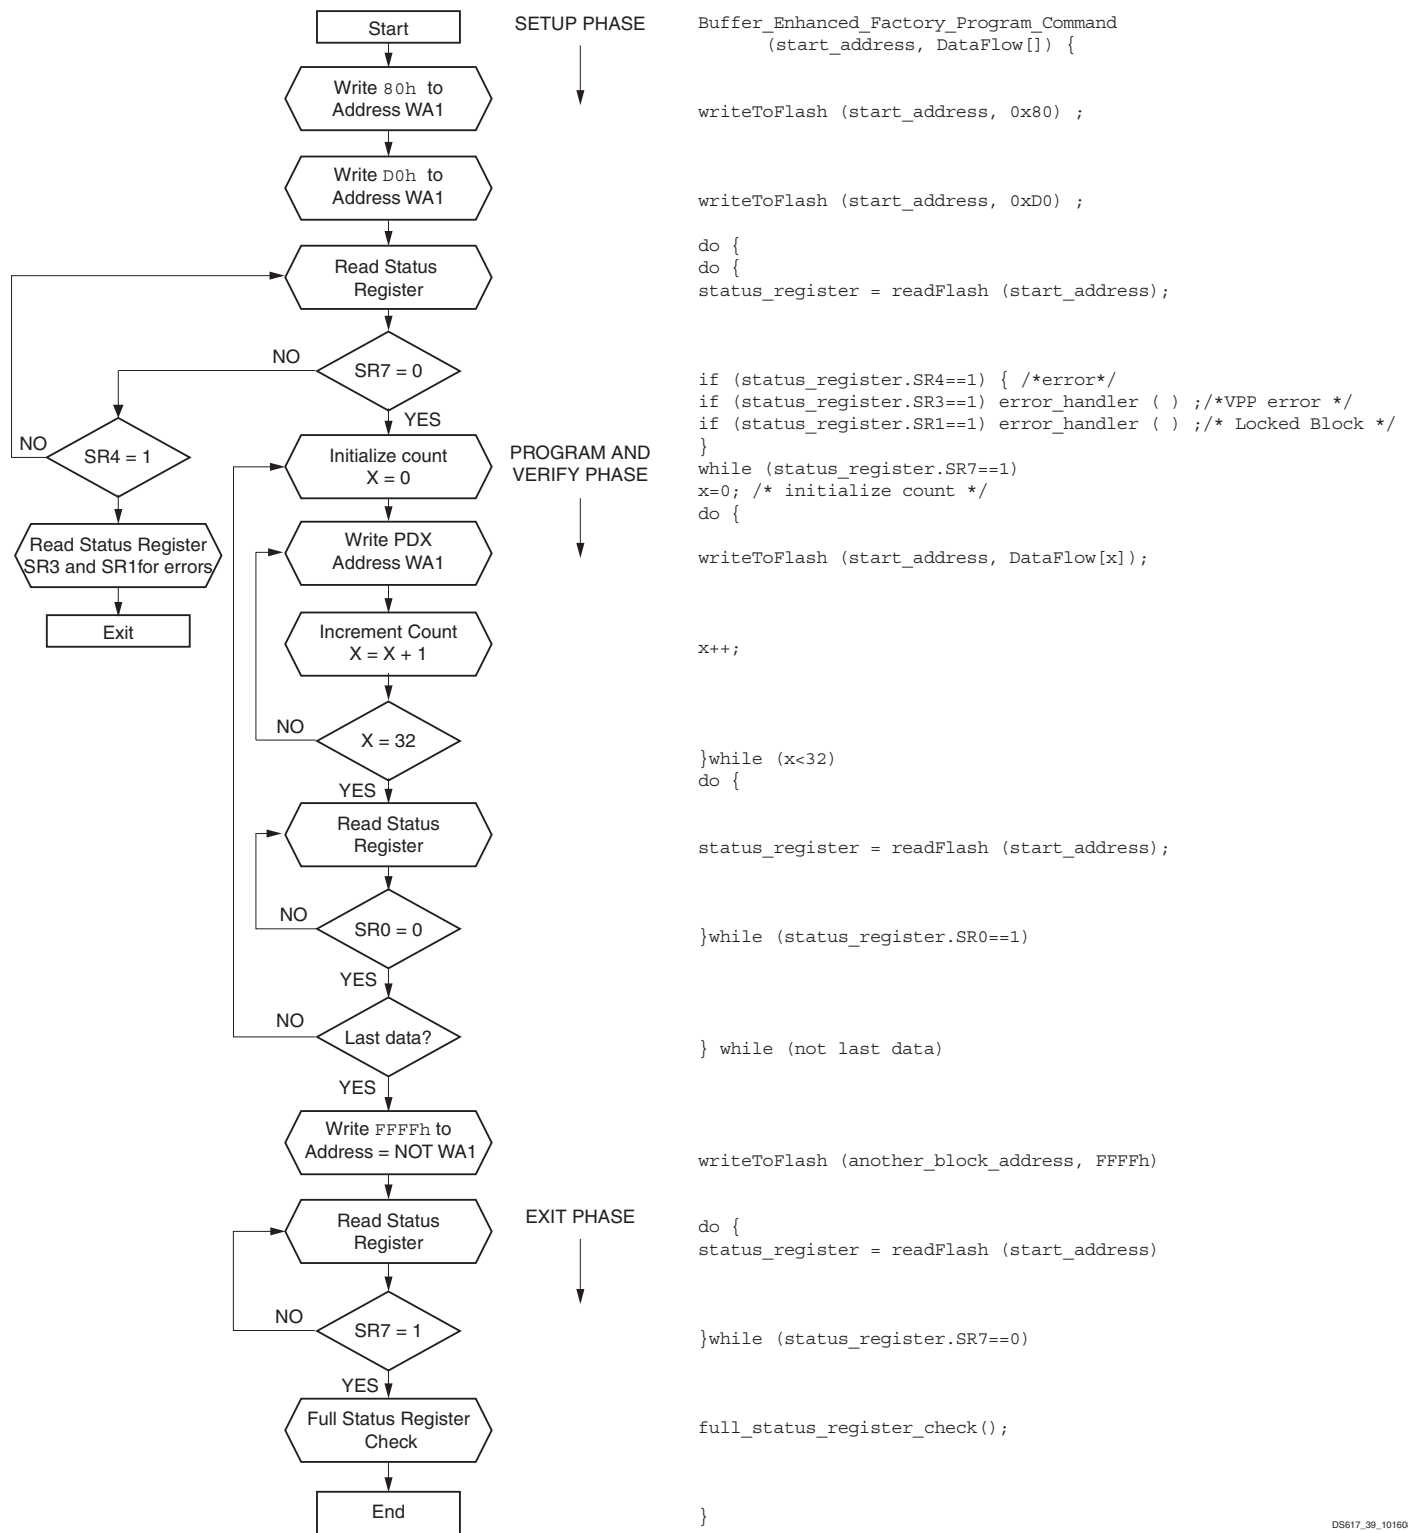 Start
Write 80h to
Address WA1
Write D0h to
Address WA1
Read Status
Register
NO
SR7 = 0
YES
NO
SR4 = 1
Read Status Register
SR3 and SR1for errors
Exit
Initialize count
X = 0
Write PDX
Address WA1
Increment Count
X = X + 1
NO
X = 32
YES
Read Status
Register
NO
SR0 = 0
YES
NO
Last data?
YES
Write FFFFh to
Address = NOT WA1
Read Status
Register
NO
SR7 = 1
YES
Full Status Register
Check
End
SETUP PHASE
PROGRAM AND
VERIFY PHASE
EXIT PHASE
Buffer_Enhanced_Factory_Program_Command
(start_address, DataFlow[]) {
writeToFlash (start_address, 0x80) ;
writeToFlash (start_address, 0xD0) ;
do {
do {
status_register = readFlash (start_address);
if (status_register.SR4==1) { /*error*/
if (status_register.SR3==1) error_handler ( ) ;/*VPP error */
if (status_register.SR1==1) error_handler ( ) ;/* Locked Block */
}
while (status_register.SR7==1)
x=0; /* initialize count */
do {
writeToFlash (start_address, DataFlow[x]);
x++;
}while (x<32)
do {
status_register = readFlash (start_address);
}while (status_register.SR0==1)
} while (not last data)
writeToFlash (another_block_address, FFFFh)
do {
status_register = readFlash (start_address)
}while (status_register.SR7==0)
full_status_register_check();
}